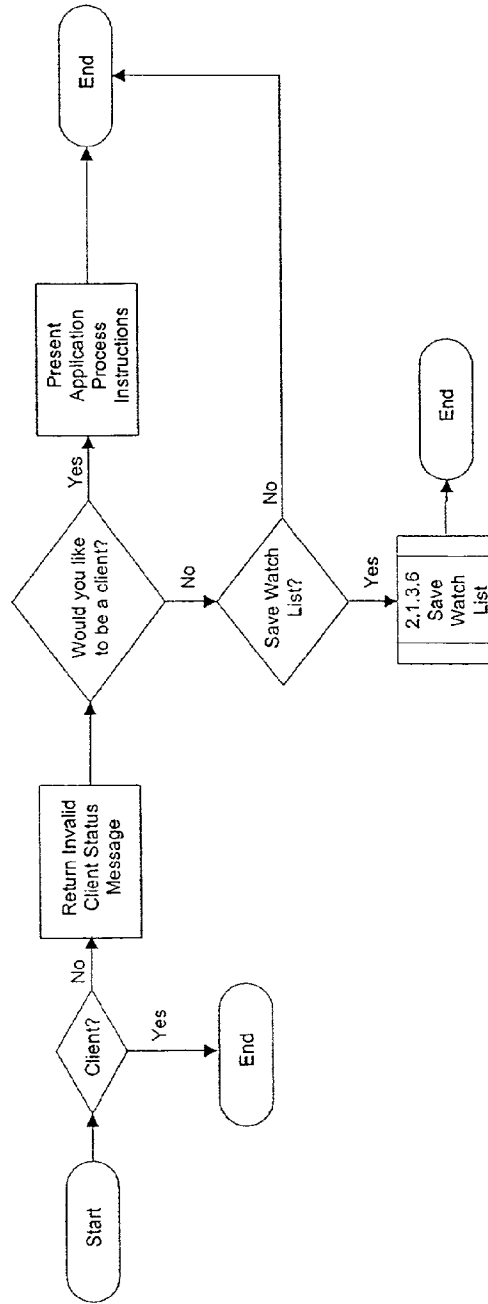 Start
Client?
No
Yes
End
Return Invalid
Client Status
Message
Would you like
to be a client?
Yes
No
Present
Application
Process
Instructions
End
Save Watch
List?
No
Yes
2.1.3.6
Save
Watch
List
End